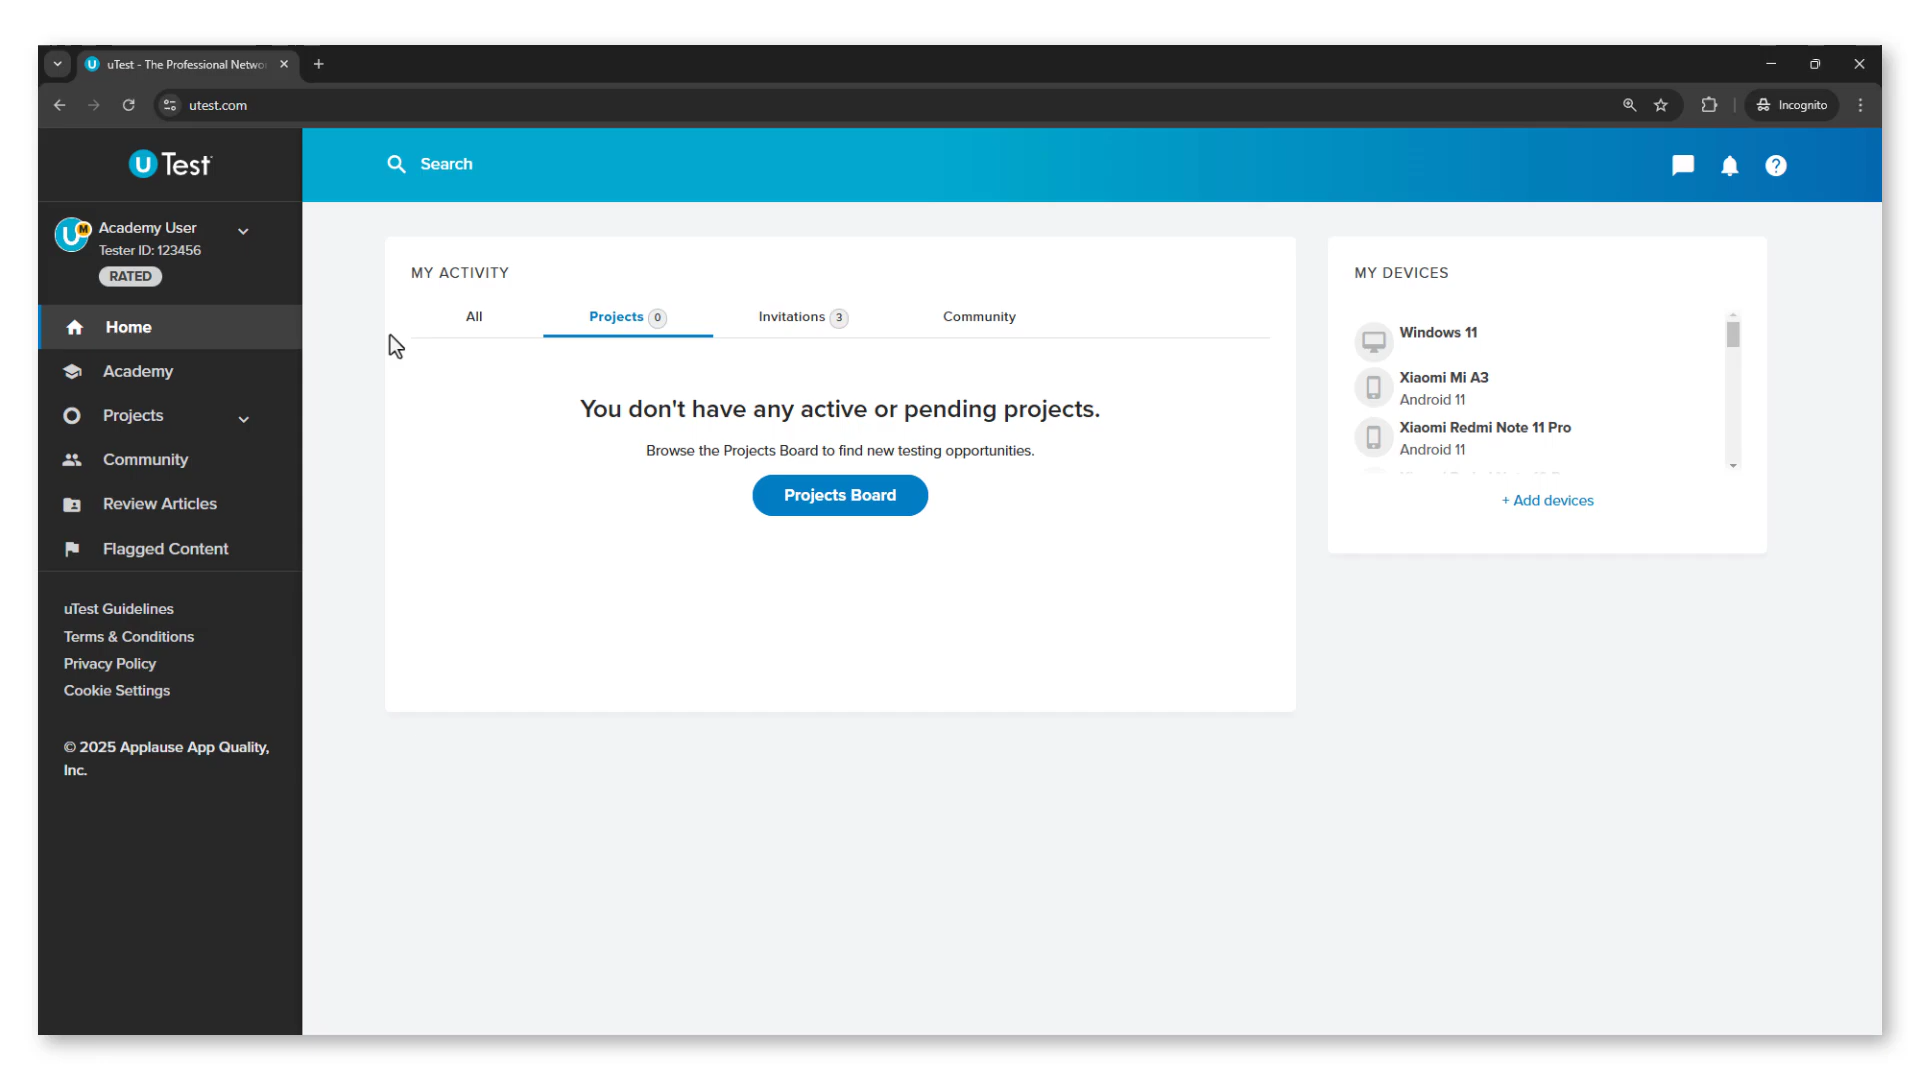 uTest - The Professional Netwo
utest.com
Incognito
U Test
Search
M
Academy User
Tester ID: 123456
RATED
Home
Academy
Projects
Community
Review Articles
Flagged Content
uTest Guidelines
Terms & Conditions
Privacy Policy
Cookie Settings
© 2025 Applause App Quality,
Inc.
MY ACTIVITY
All
Projects 0
Invitations 3
Community
You don't have any active or pending projects.
Browse the Projects Board to find new testing opportunities.
Projects Board
MY DEVICES
Windows 11
Xiaomi Mi A3
Android 11
Xiaomi Redmi Note 11 Pro
Android 11
+ Add devices